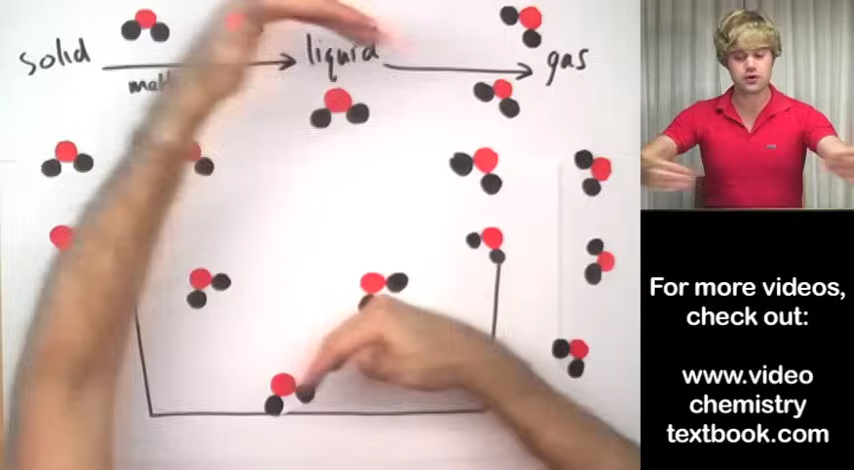 solid
liquid
gas
For more videos,
check out:
www.video
chemistry
textbook.com